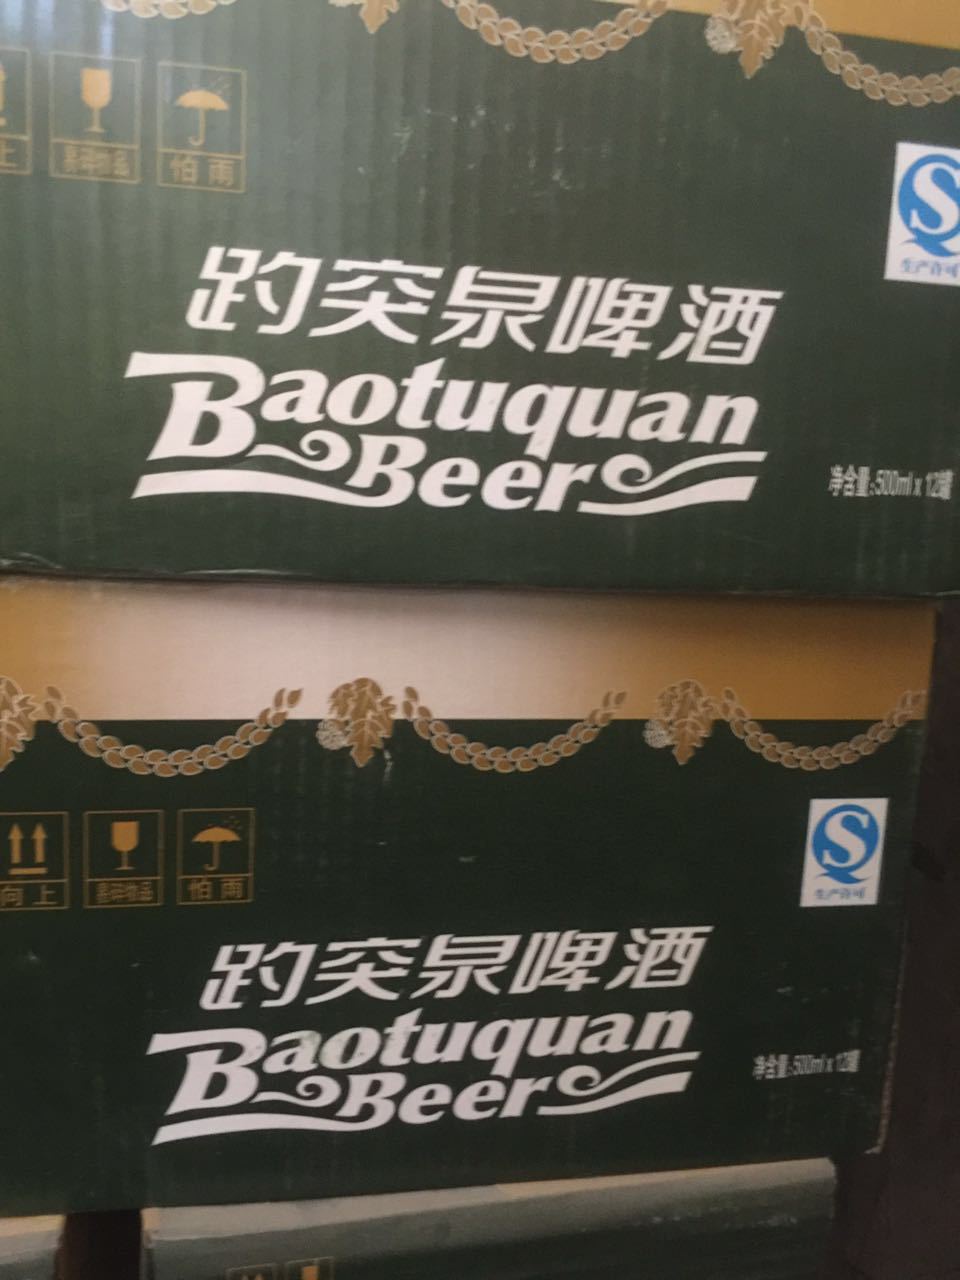 上
易碎物品
怕雨
S
生产许可
趵突泉啤酒
Baotuquan
Beer
净含量:500ml x 12罐
向上
易碎物品
怕雨
S
生产许可
趵突泉啤酒
Baotuquan
Beer
净含量:500ml x 12罐